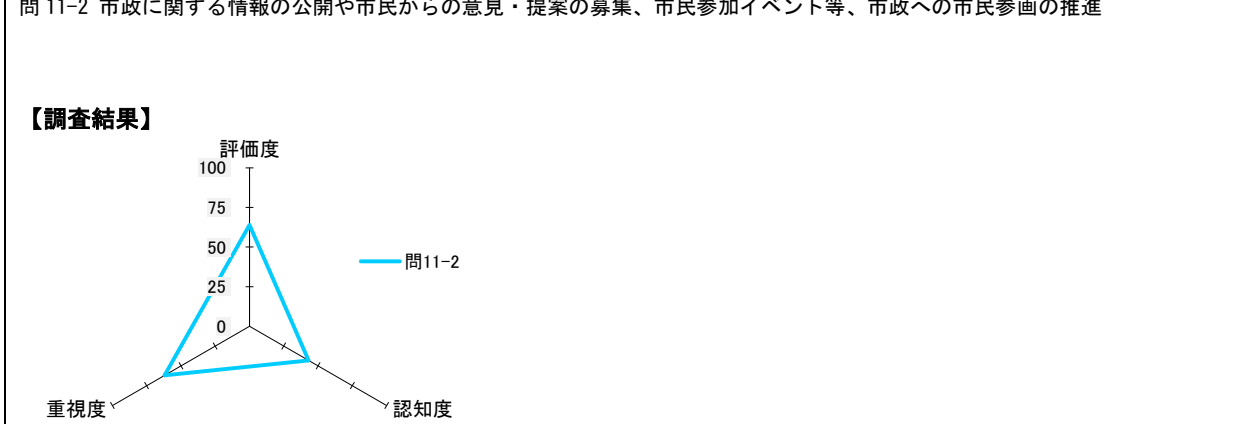 問 11-2 市政に関する情報の公開や市民からの意見・提案の募集、市民参加イベント等、市政への市民参画の推進
【調査結果】
評価度
100
75
50
問11-2
25
0
重視度
認知度